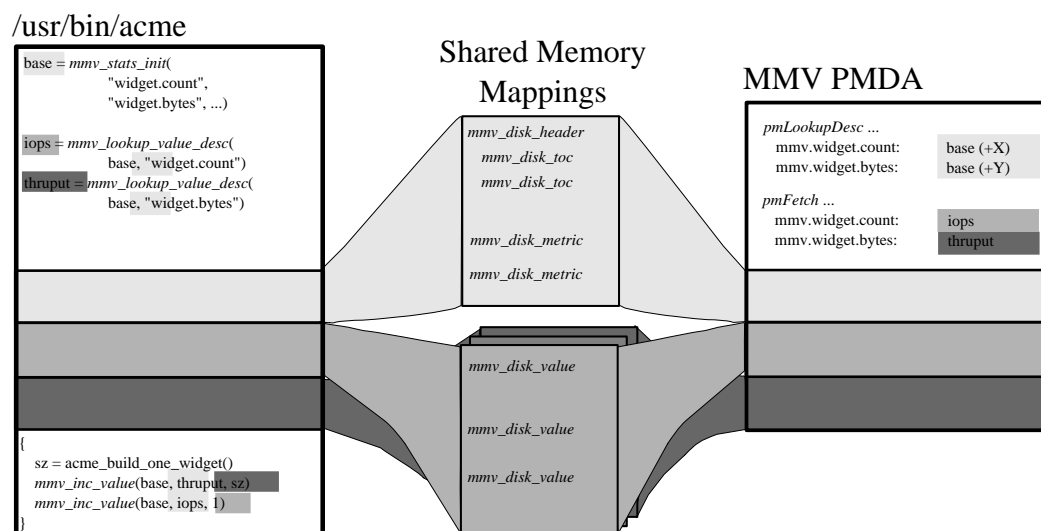 /usr/bin/acme
base = mmv_stats_init(
"widget.count",
"widget.bytes", ...)
iops = mmv_lookup_value_desc(
base, "widget.count")
thruput = mmv_lookup_value_desc(
base, "widget.bytes")
{
sz = acme_build_one_widget()
mmv_inc_value(base, thruput, sz)
mmv_inc_value(base, iops, 1)
}
Shared Memory
Mappings
mmv_disk_header
mmv_disk_toc
mmv_disk_toc
mmv_disk_metric
mmv_disk_metric
mmv_disk_value
mmv_disk_value
mmv_disk_value
MMV PMDA
pmLookupDesc ...
mmv.widget.count: base (+X)
mmv.widget.bytes: base (+Y)
pmFetch ...
mmv.widget.count: iops
mmv.widget.bytes: thruput